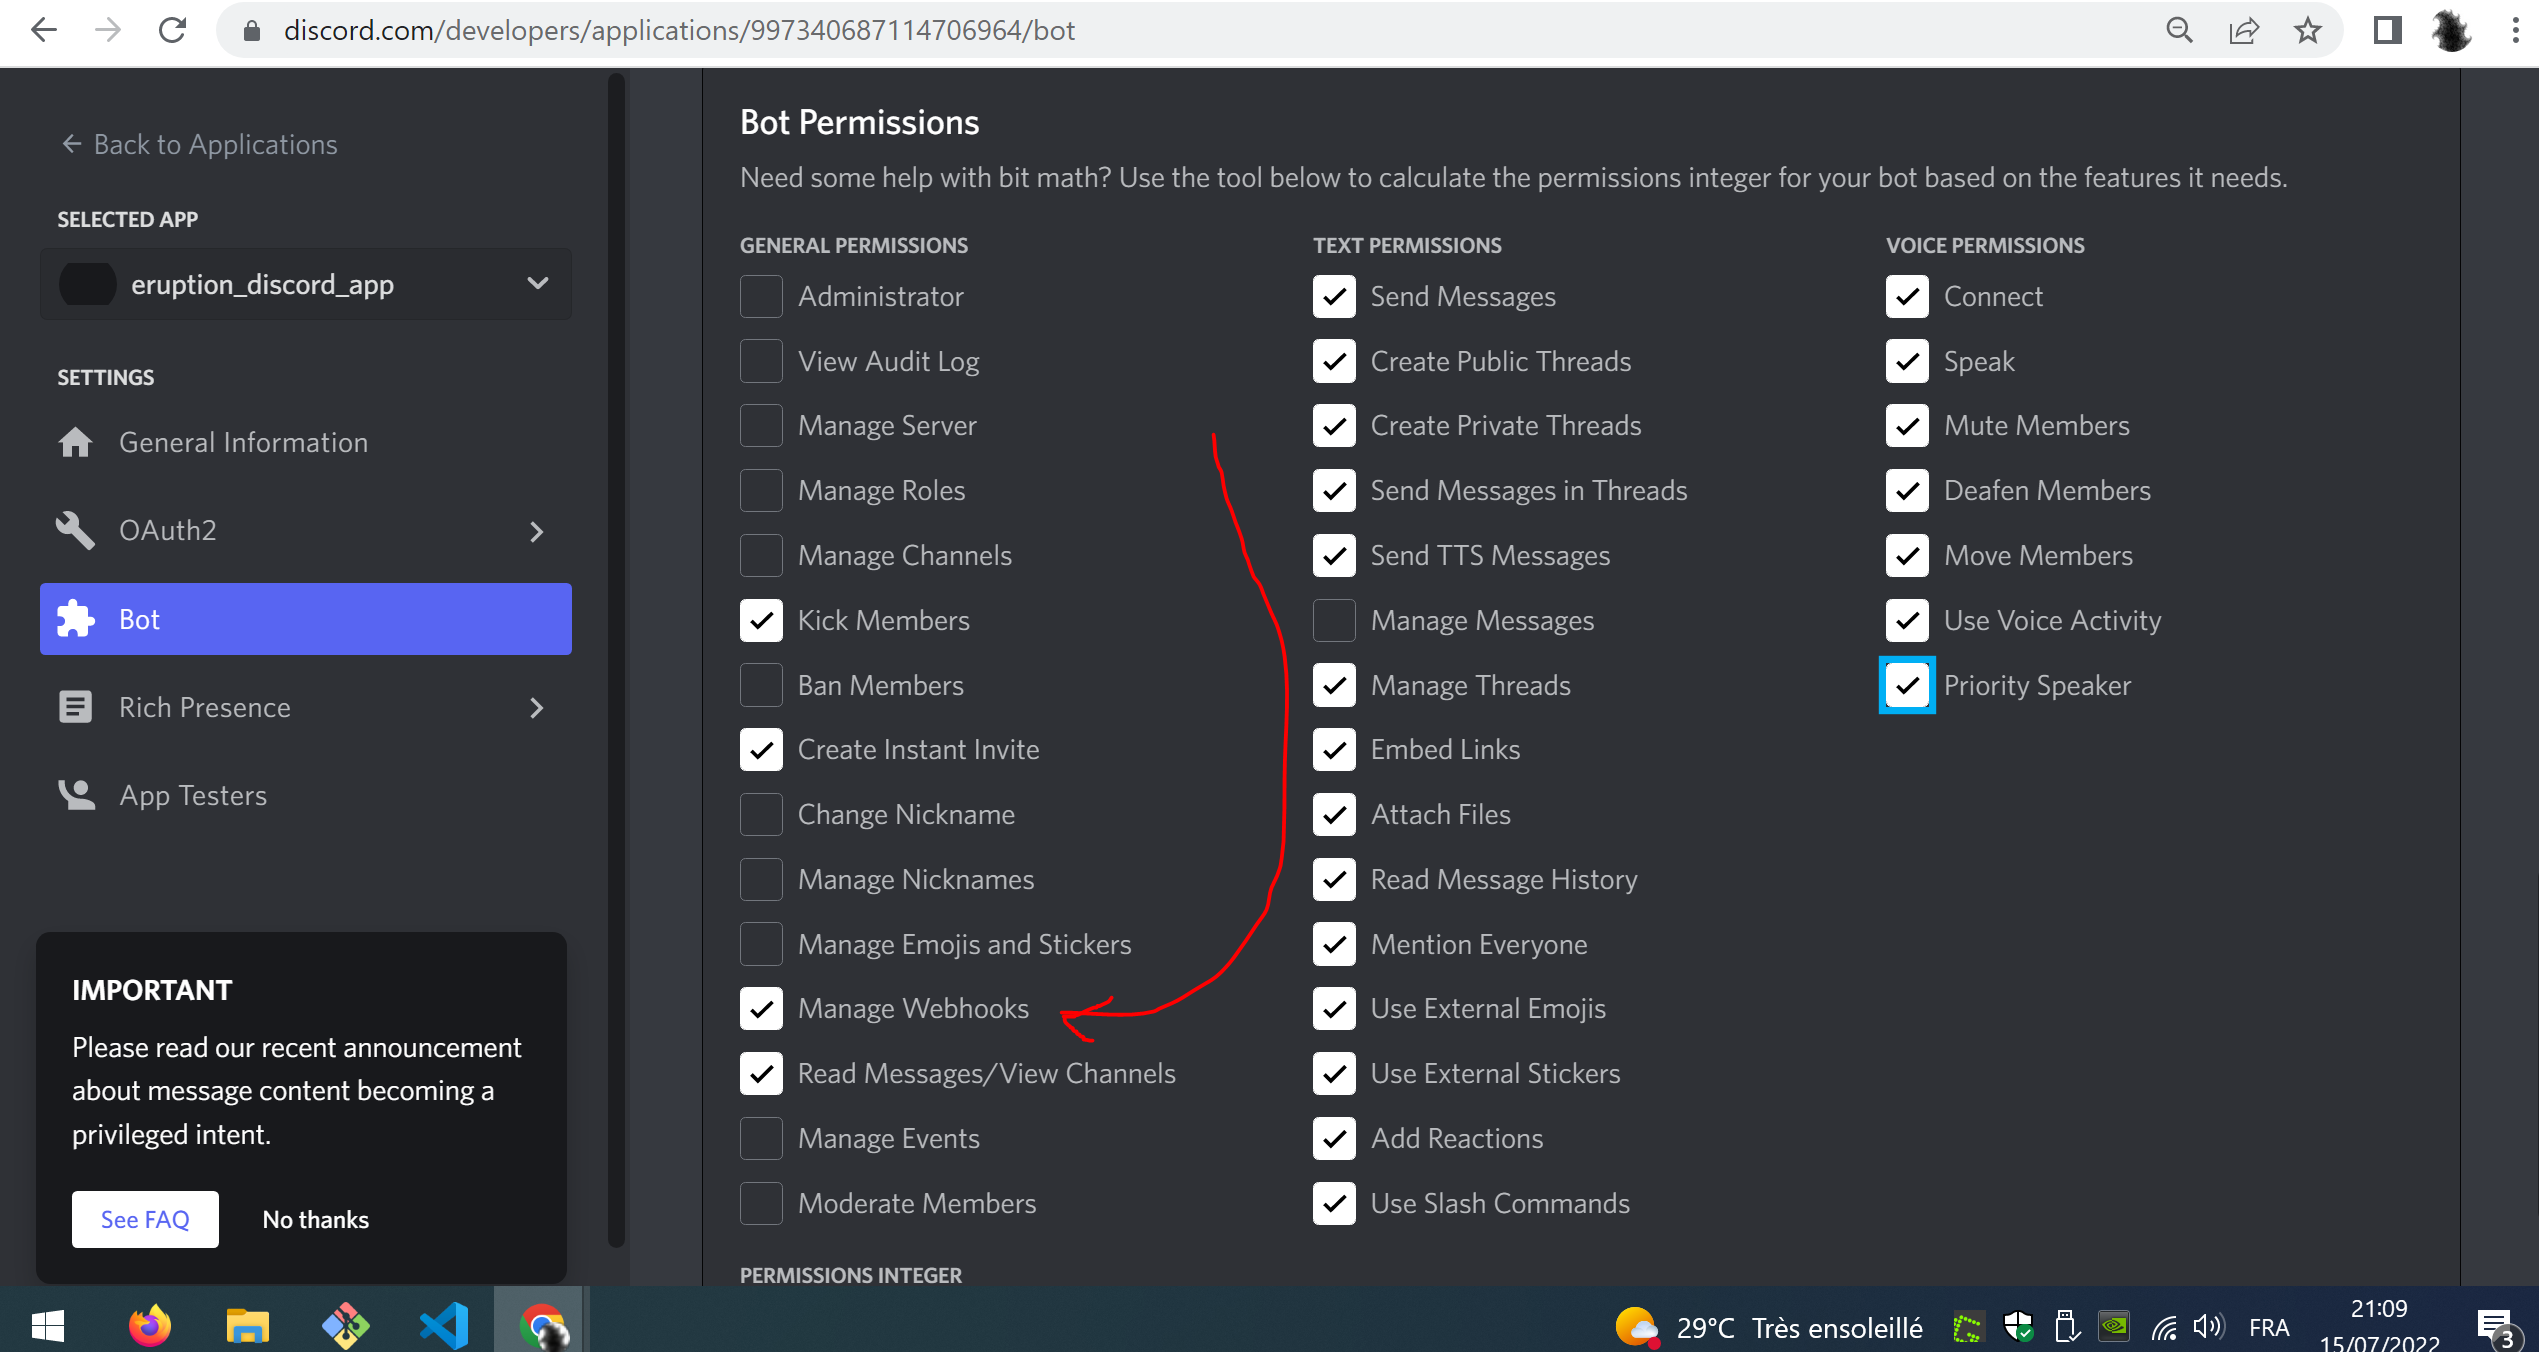 discord.com/developers/applications/997340687114706964/bot
Back to Applications
SELECTED APP
eruption_discord_app
SETTINGS
General Information
OAuth2
Bot
Rich Presence
App Testers
IMPORTANT
Please read our recent announcement
about message content becoming a
privileged intent.
See FAQ
No thanks
Bot Permissions
Need some help with bit math? Use the tool below to calculate the permissions integer for your bot based on the features it needs.
GENERAL PERMISSIONS
Administrator
View Audit Log
Manage Server
Manage Roles
Manage Channels
Kick Members
Ban Members
Create Instant Invite
Change Nickname
Manage Nicknames
Manage Emojis and Stickers
Manage Webhooks
Read Messages/View Channels
Manage Events
Moderate Members
TEXT PERMISSIONS
Send Messages
Create Public Threads
Create Private Threads
Send Messages in Threads
Send TTS Messages
Manage Messages
Manage Threads
Embed Links
Attach Files
Read Message History
Mention Everyone
Use External Emojis
Use External Stickers
Add Reactions
Use Slash Commands
VOICE PERMISSIONS
Connect
Speak
Mute Members
Deafen Members
Move Members
Use Voice Activity
Priority Speaker
PERMISSIONS INTEGER
29°C Très ensoleillé
FRA
21:09
15/07/2022
3